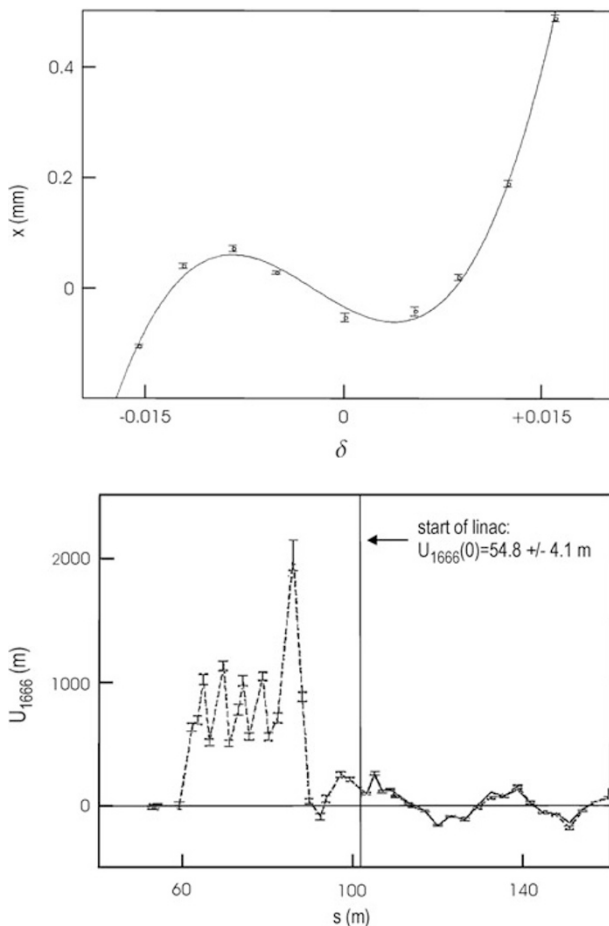 0.4
0.2
0
x (mm)
-0.015
0
+0.015
δ
2000
1000
0
U1666 (m)
start of linac:
U1666(0)=54.8 +/- 4.1 m
60
100
140
s (m)